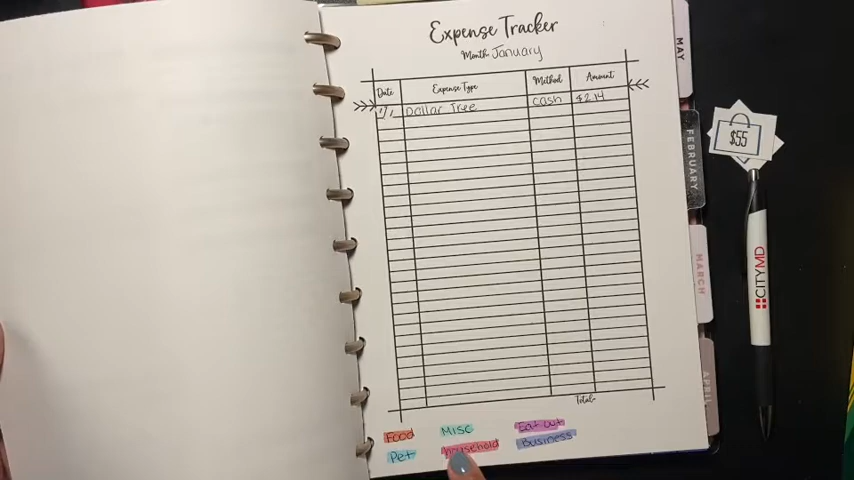 Expense Tracker
Month January
Date Expense Type Method Amount
1/1 Dollar Tree cash $2.14
Total-
Food Misc Eat out
Pet household Business
MAY
FEBRUARY
MARCH
APRIL
$55
CITYMD